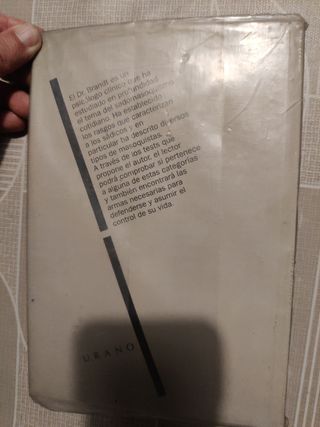 El Dr. Brandt es un
psicólogo clínico que ha
estudiado en profundidad
el tema del sadomasoquismo
cotidiano. Ha establecido
los rasgos que caracterizan
a los sádicos y en
particular ha descrito diversos
tipos de masoquistas.
A través de los tests que
propone el autor, el lector
podrá comprobar si pertenece
a alguna de estas categorías
y también encontrará las
armas necesarias para
defenderse y asumir el
control de su vida.
URANO